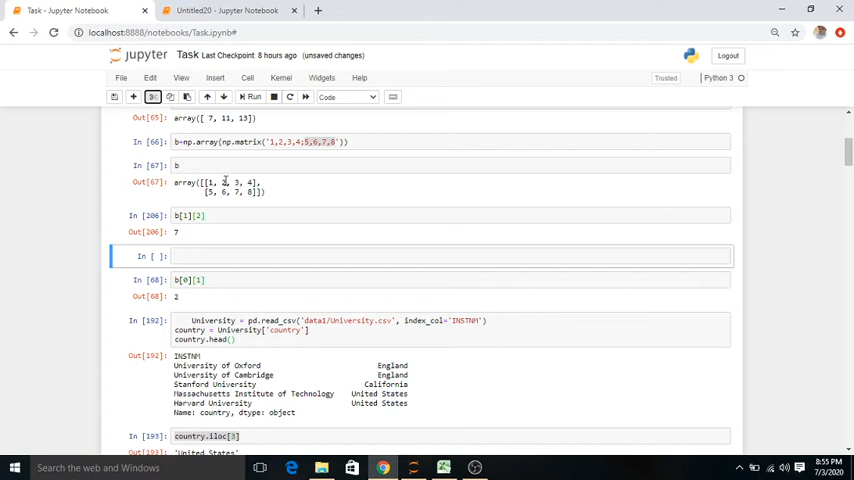 Task - Jupyter Notebook
Untitled20 - Jupyter Notebook
localhost:8888/notebooks/Task.ipynb#
jupyter Task Last Checkpoint: 8 hours ago (unsaved changes)
Logout
File Edit View Insert Cell Kernel Widgets Help
Trusted Python 3
Run Code
Out[65]: array([ 7, 11, 13])
In [66]: b=np.array(np.matrix('1,2,3,4;5,6,7,8'))
In [67]: b
Out[67]: array([[1, 2, 3, 4],
[5, 6, 7, 8]])
In [206]: b[1][2]
Out[206]: 7
In [ ]:
In [68]: b[0][1]
Out[68]: 2
In [192]: University = pd.read_csv('data1/University.csv', index_col='INSTNM')
country = University['country']
country.head()
Out[192]: INSTNM
University of Oxford England
University of Cambridge England
Stanford University California
Massachusetts Institute of Technology United States
Harvard University United States
Name: country, dtype: object
In [193]: country.iloc[3]
Out[193]: 'United States'
Search the web and Windows
8:55 PM
7/3/2020